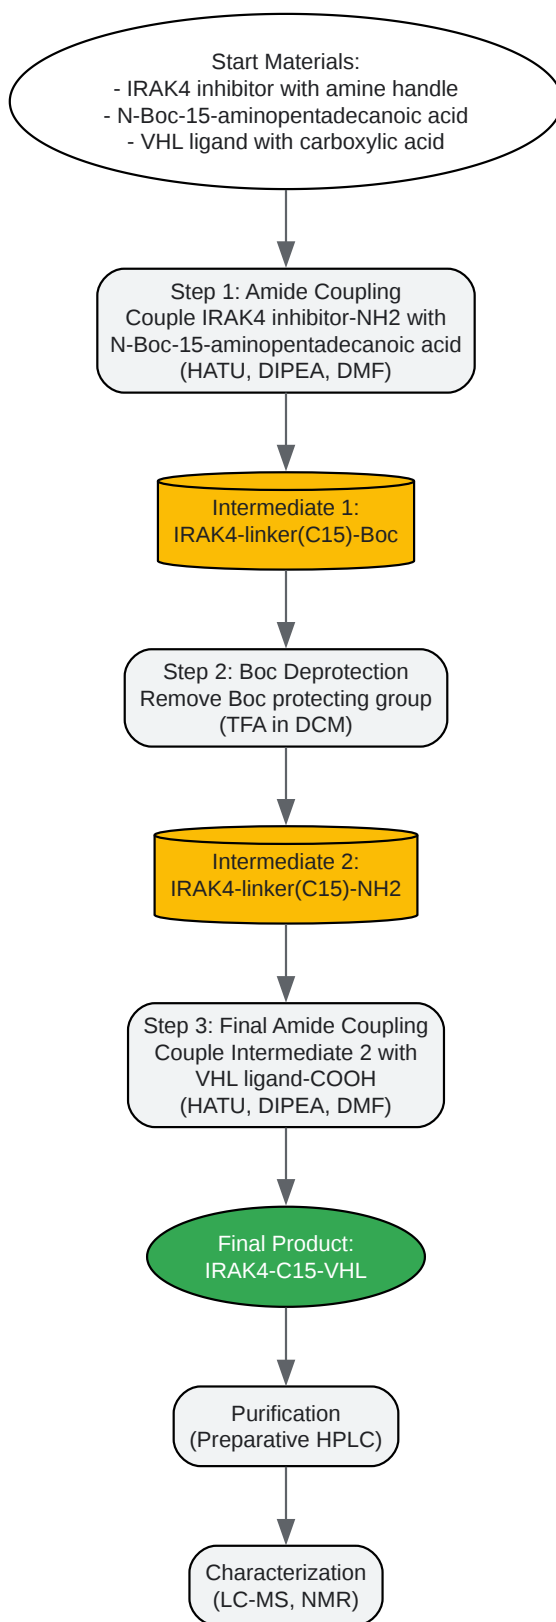 Start Materials:
- IRAK4 inhibitor with amine handle
- N-Boc-15-aminopentadecanoic acid
- VHL ligand with carboxylic acid
Step 1: Amide Coupling
Couple IRAK4 inhibitor-NH2 with
N-Boc-15-aminopentadecanoic acid
(HATU, DIPEA, DMF)
Intermediate 1:
IRAK4-linker(C15)-Boc
Step 2: Boc Deprotection
Remove Boc protecting group
(TFA in DCM)
Intermediate 2:
IRAK4-linker(C15)-NH2
Step 3: Final Amide Coupling
Couple Intermediate 2 with
VHL ligand-COOH
(HATU, DIPEA, DMF)
Final Product:
IRAK4-C15-VHL
Purification
(Preparative HPLC)
Characterization
(LC-MS, NMR)